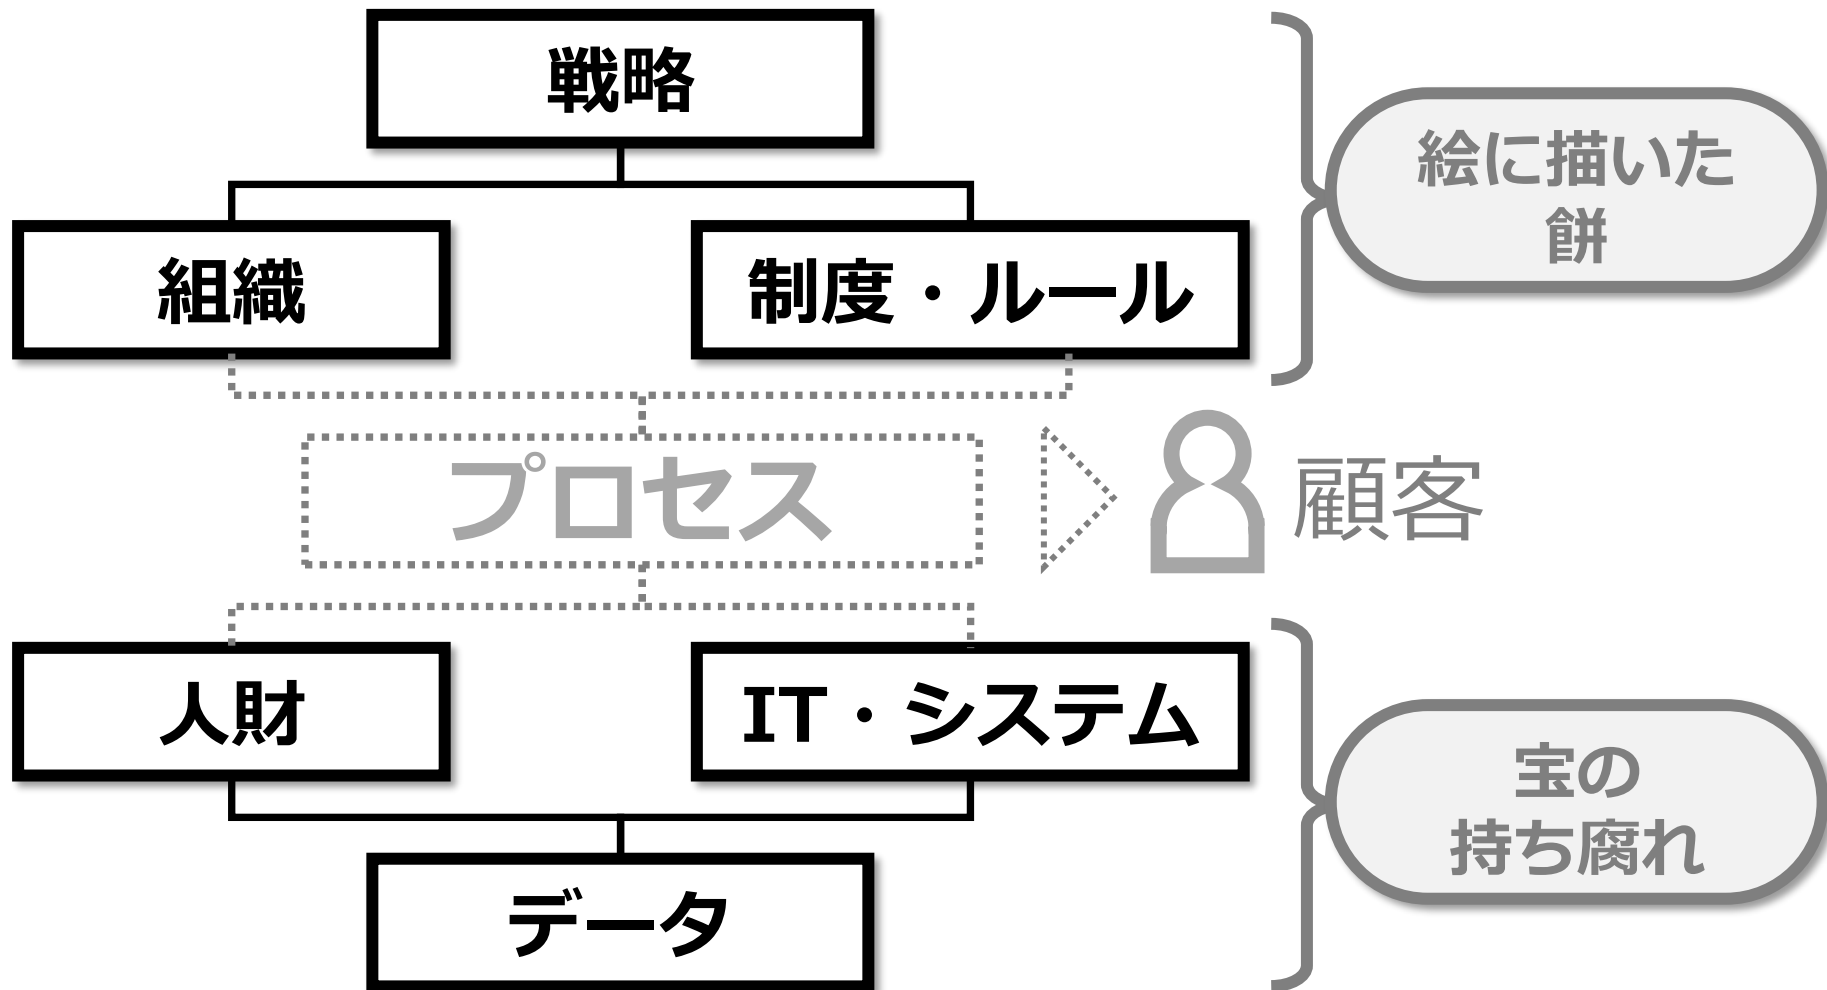 戦略
組織
制度・ルール
絵に描いた
餅
プロセス
顧客
人財
IT・システム
宝の
持ち腐れ
データ